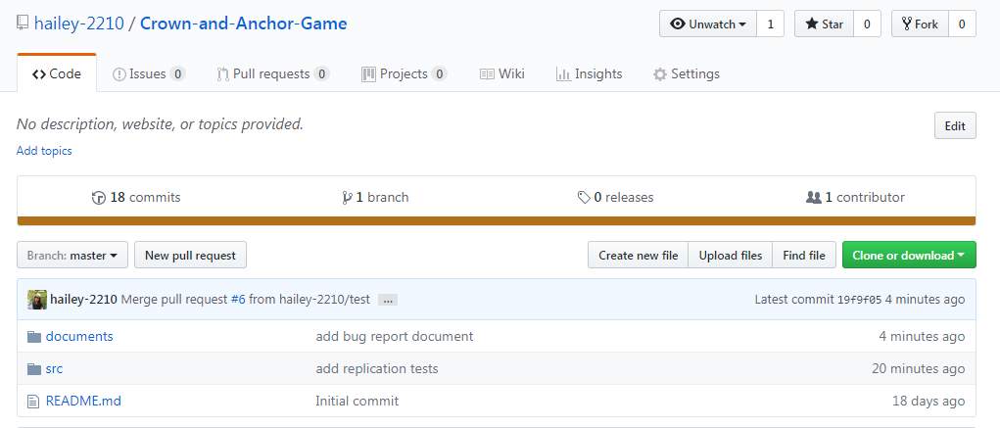 hailey-2210 / Crown-and-Anchor-Game Unwatch 1 Star 0 Fork 0
Code Issues 0 Pull requests 0 Projects 0 Wiki Insights Settings
No description, website, or topics provided. Edit
Add topics
18 commits 1 branch 0 releases 1 contributor
Branch: master New pull request Create new file Upload files Find file Clone or download
hailey-2210 Merge pull request #6 from hailey-2210/test ... Latest commit 19f9f05 4 minutes ago
documents add bug report document 4 minutes ago
src add replication tests 20 minutes ago
README.md Initial commit 18 days ago